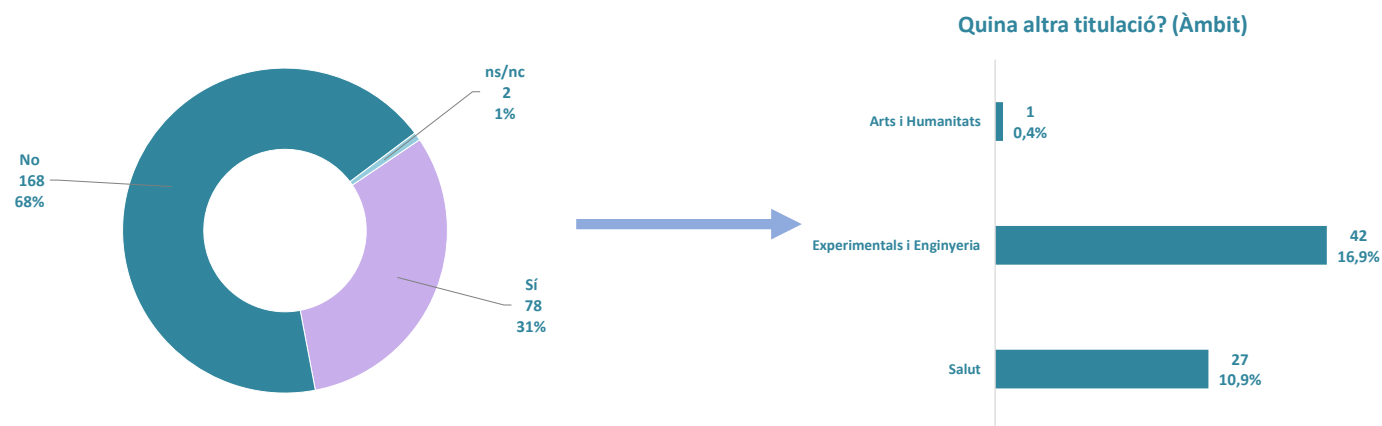 Quina altra titulació? (Àmbit)
ns/nc
2
1%
No
168
68%
Sí
78
31%
Arts i Humanitats
1
0,4%
Experimentals i Enginyeria
42
16,9%
Salut
27
10,9%